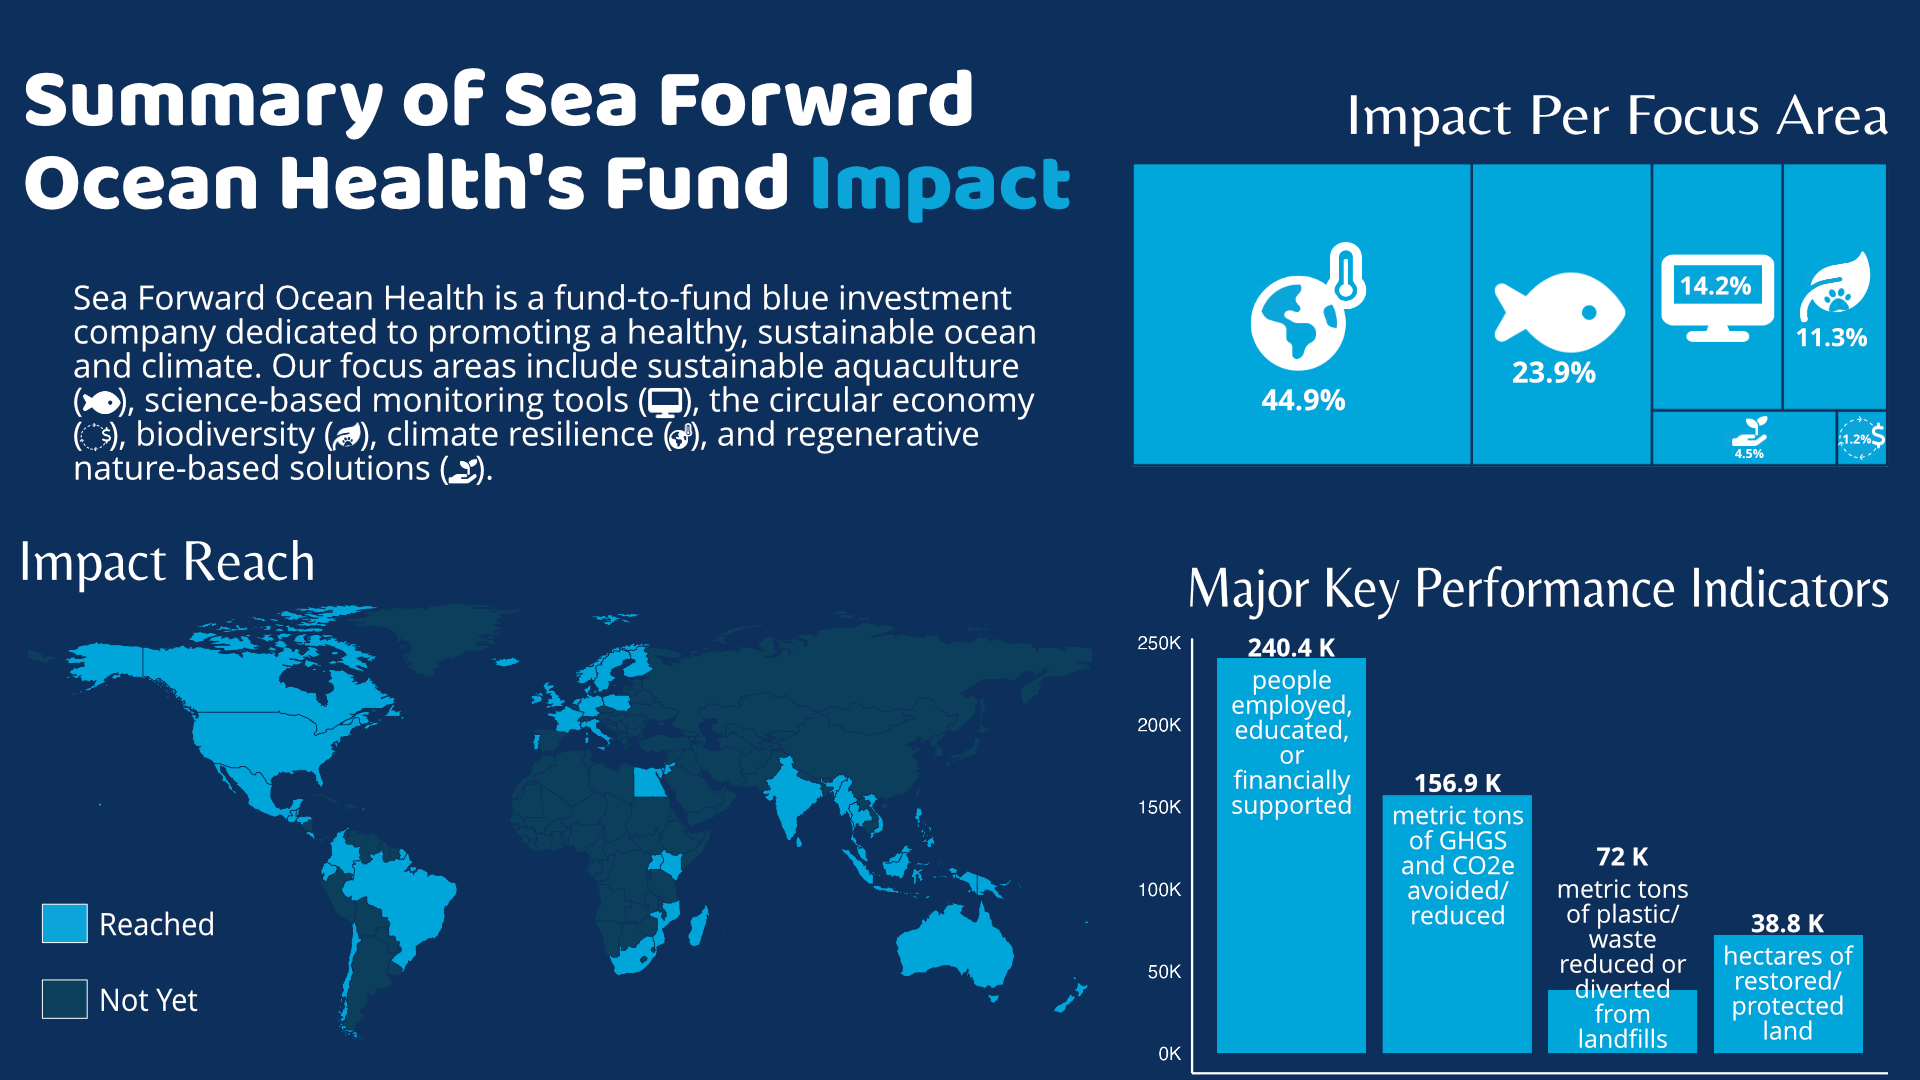 Summary of Sea Forward
Ocean Health's Fund Impact
Sea Forward Ocean Health is a fund-to-fund blue investment
company dedicated to promoting a healthy, sustainable ocean
and climate. Our focus areas include sustainable aquaculture
(), science-based monitoring tools (), the circular economy
($), biodiversity (), climate resilience (), and regenerative
nature-based solutions ().
Impact Per Focus Area
44.9%
23.9%
14.2%
11.3%
4.5%
1.2%$
Impact Reach
Reached
Not Yet
Major Key Performance Indicators
250K
200K
150K
100K
50K
0K
240.4 K
people
employed,
educated,
or
financially
supported
156.9 K
metric tons
of GHGS
and CO2e
avoided/
reduced
72 K
metric tons
of plastic/
waste
reduced or
diverted
from
landfills
38.8 K
hectares of
restored/
protected
land